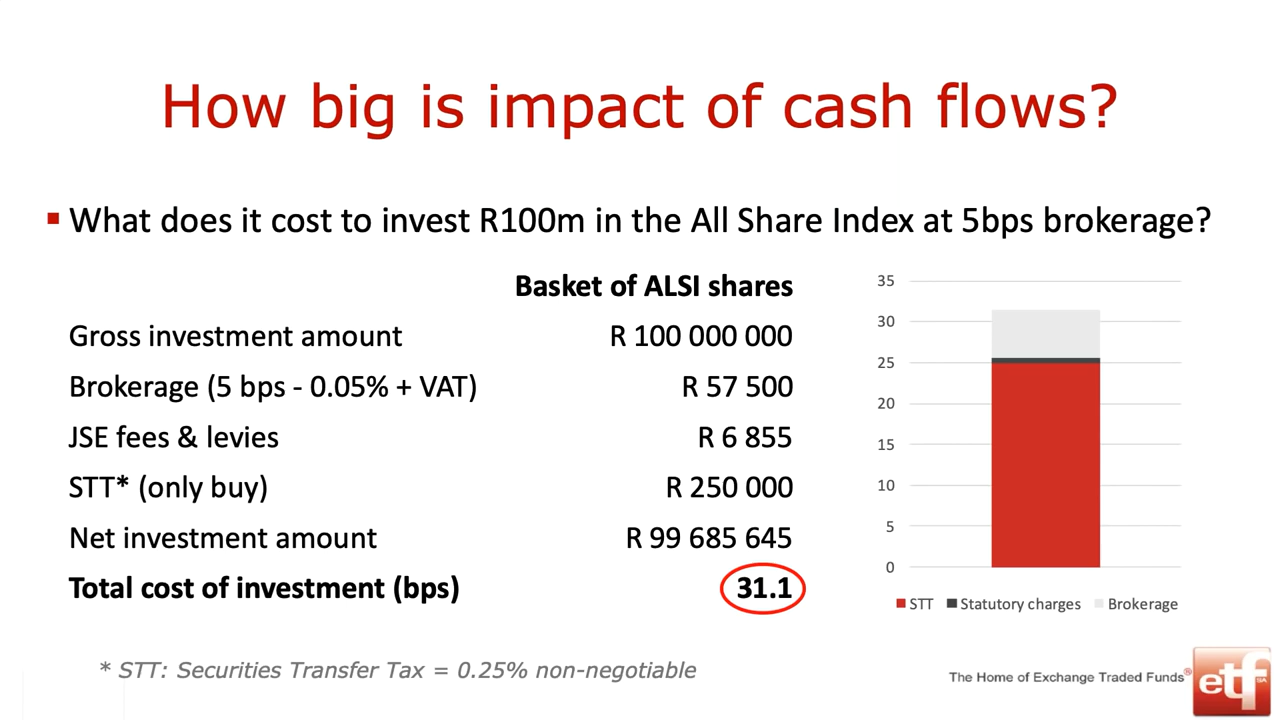 How big is impact of cash flows?
▪ What does it cost to invest R100m in the All Share Index at 5bps brokerage?
Basket of ALSI shares
Gross investment amount R 100 000 000
Brokerage (5 bps - 0.05% + VAT) R 57 500
JSE fees & levies R 6 855
STT* (only buy) R 250 000
Net investment amount R 99 685 645
Total cost of investment (bps) 31.1
35
30
25
20
15
10
5
0
STT Statutory charges Brokerage
* STT: Securities Transfer Tax = 0.25% non-negotiable
The Home of Exchange Traded Funds®
etf
SA